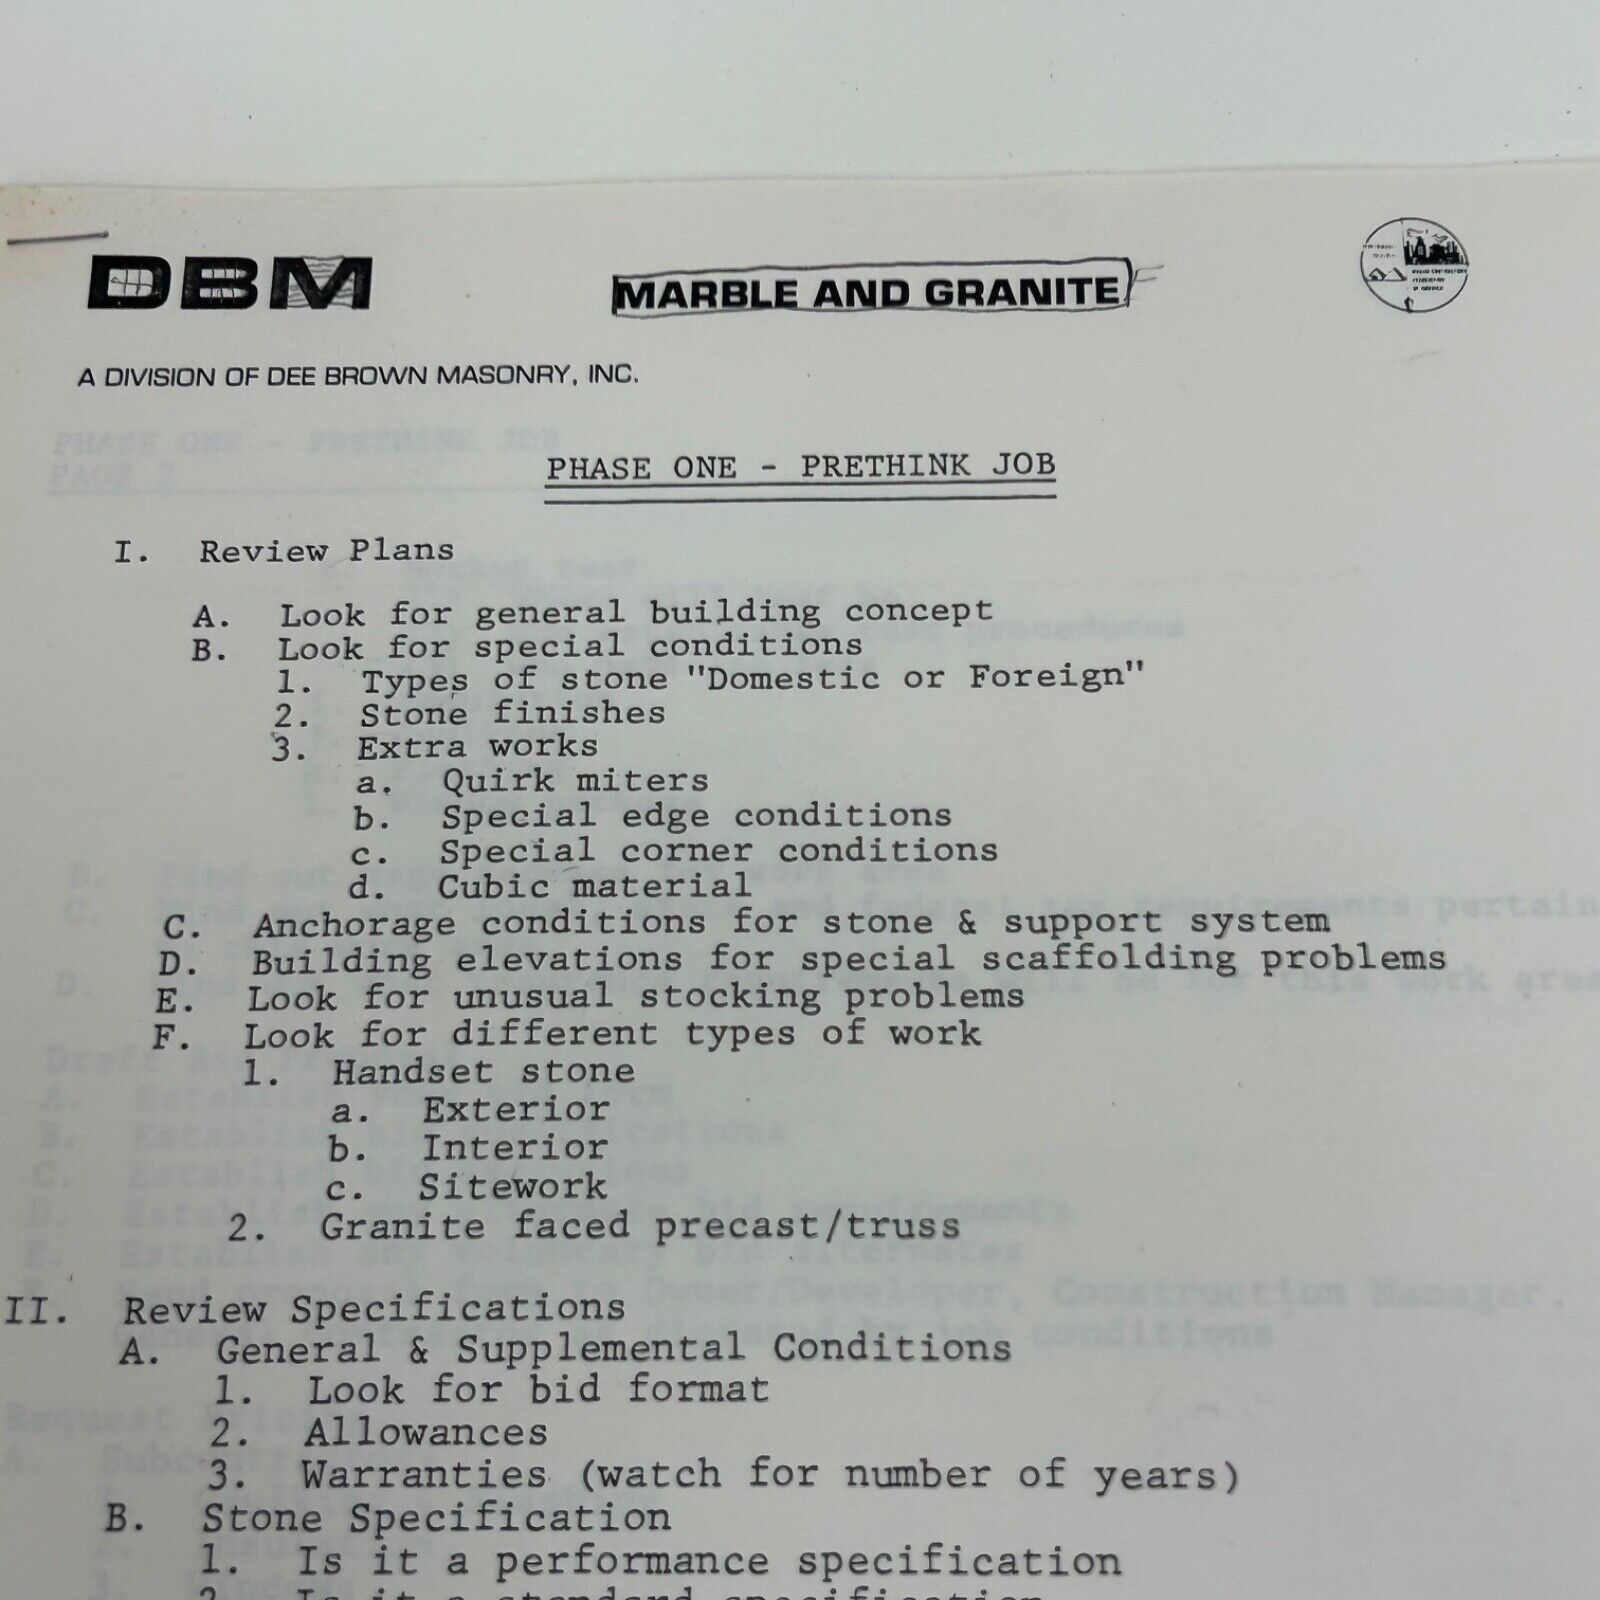 DBM
MARBLE AND GRANITE
A DIVISION OF DEE BROWN MASONRY, INC.
PHASE ONE - PRETHINK JOB
I. Review Plans
A. Look for general building concept
B. Look for special conditions
1. Types of stone "Domestic or Foreign"
2. Stone finishes
3. Extra works
a. Quirk miters
b. Special edge conditions
c. Special corner conditions
d. Cubic material
C. Anchorage conditions for stone & support system
D. Building elevations for special scaffolding problems
E. Look for unusual stocking problems
F. Look for different types of work
1. Handset stone
a. Exterior
b. Interior
c. Sitework
2. Granite faced precast/truss
II. Review Specifications
A. General & Supplemental Conditions
1. Look for bid format
2. Allowances
3. Warranties (watch for number of years)
B. Stone Specification
1. Is it a performance specification
2. Is it a standard specification